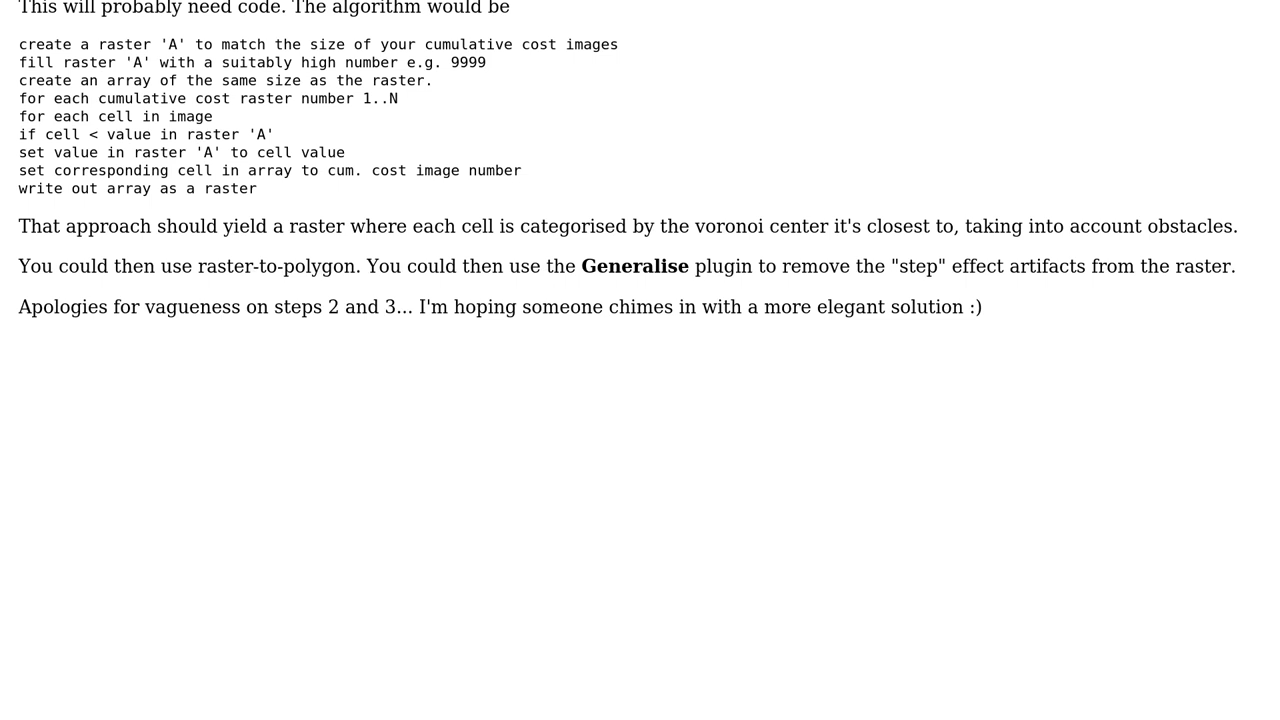 This will probably need code. The algorithm would be
create a raster 'A' to match the size of your cumulative cost images
fill raster 'A' with a suitably high number e.g. 9999
create an array of the same size as the raster.
for each cumulative cost raster number 1..N
for each cell in image
if cell < value in raster 'A'
set value in raster 'A' to cell value
set corresponding cell in array to cum. cost image number
write out array as a raster
That approach should yield a raster where each cell is categorised by the voronoi center it's closest to, taking into account obstacles.
You could then use raster-to-polygon. You could then use the Generalise plugin to remove the "step" effect artifacts from the raster.
Apologies for vagueness on steps 2 and 3... I'm hoping someone chimes in with a more elegant solution :)